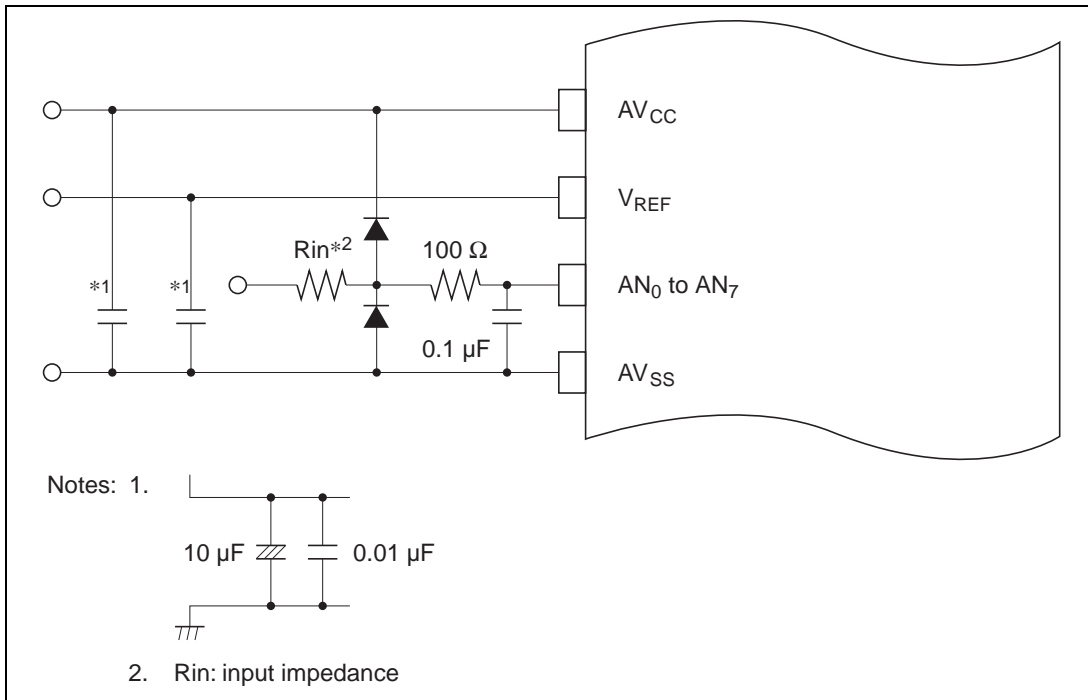 AVCC
VREF
Rin*2
100 Ω
*1
*1
AN0 to AN7
0.1 µF
AVSS
Notes: 1.
10 µF
0.01 µF
2. Rin: input impedance